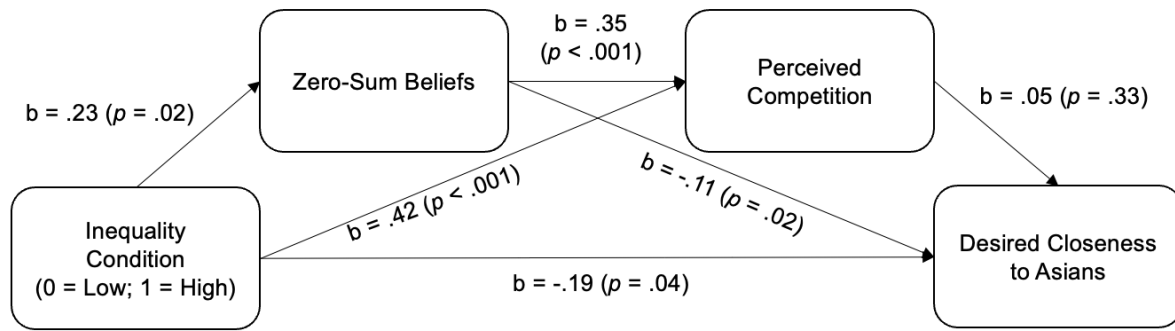 b = .35
(p < .001)
Zero-Sum Beliefs
Perceived
Competition
b = .23 (p = .02)
b = .05 (p = .33)
b = .42 (p < .001)
b = -.11 (p = .02)
Inequality
Condition
(0 = Low; 1 = High)
Desired Closeness
to Asians
b = -.19 (p = .04)